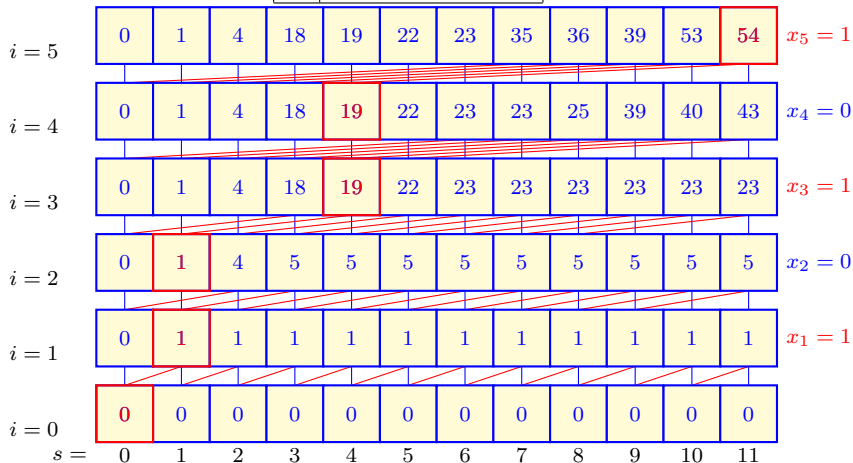 i = 5 0 1 4 18 19 22 23 35 36 39 53 54 x₅ = 1
i = 4 0 1 4 18 19 22 23 23 25 39 40 43 x₄ = 0
i = 3 0 1 4 18 19 22 23 23 23 23 23 23 x₃ = 1
i = 2 0 1 4 5 5 5 5 5 5 5 5 5 x₂ = 0
i = 1 0 1 1 1 1 1 1 1 1 1 1 1 x₁ = 1
i = 0 0 0 0 0 0 0 0 0 0 0 0 0
s = 0 1 2 3 4 5 6 7 8 9 10 11